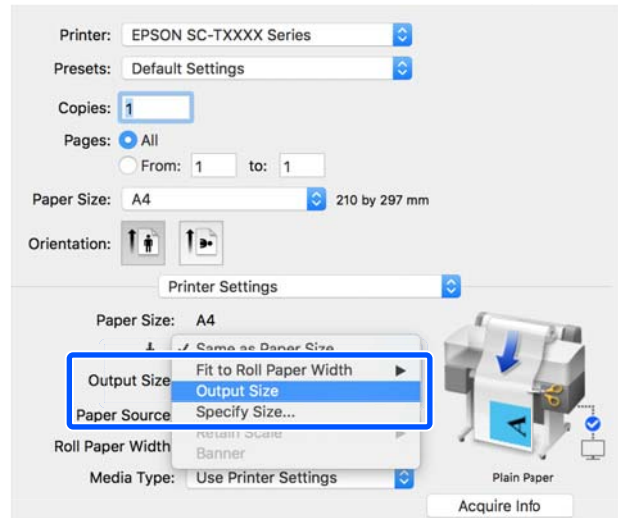 Printer: EPSON SC-TXXXX Series
Presets: Default Settings
Copies: 1
Pages: All
From: 1 to: 1
Paper Size: A4 210 by 297 mm
Orientation:
Printer Settings
Paper Size: A4
✓ Same as Paper Size
Fit to Roll Paper Width ▶
Output Size Output Size
Paper Source Specify Size...
Retain Scale ▶
Roll Paper Width Banner
Media Type: Use Printer Settings
Plain Paper
Acquire Info